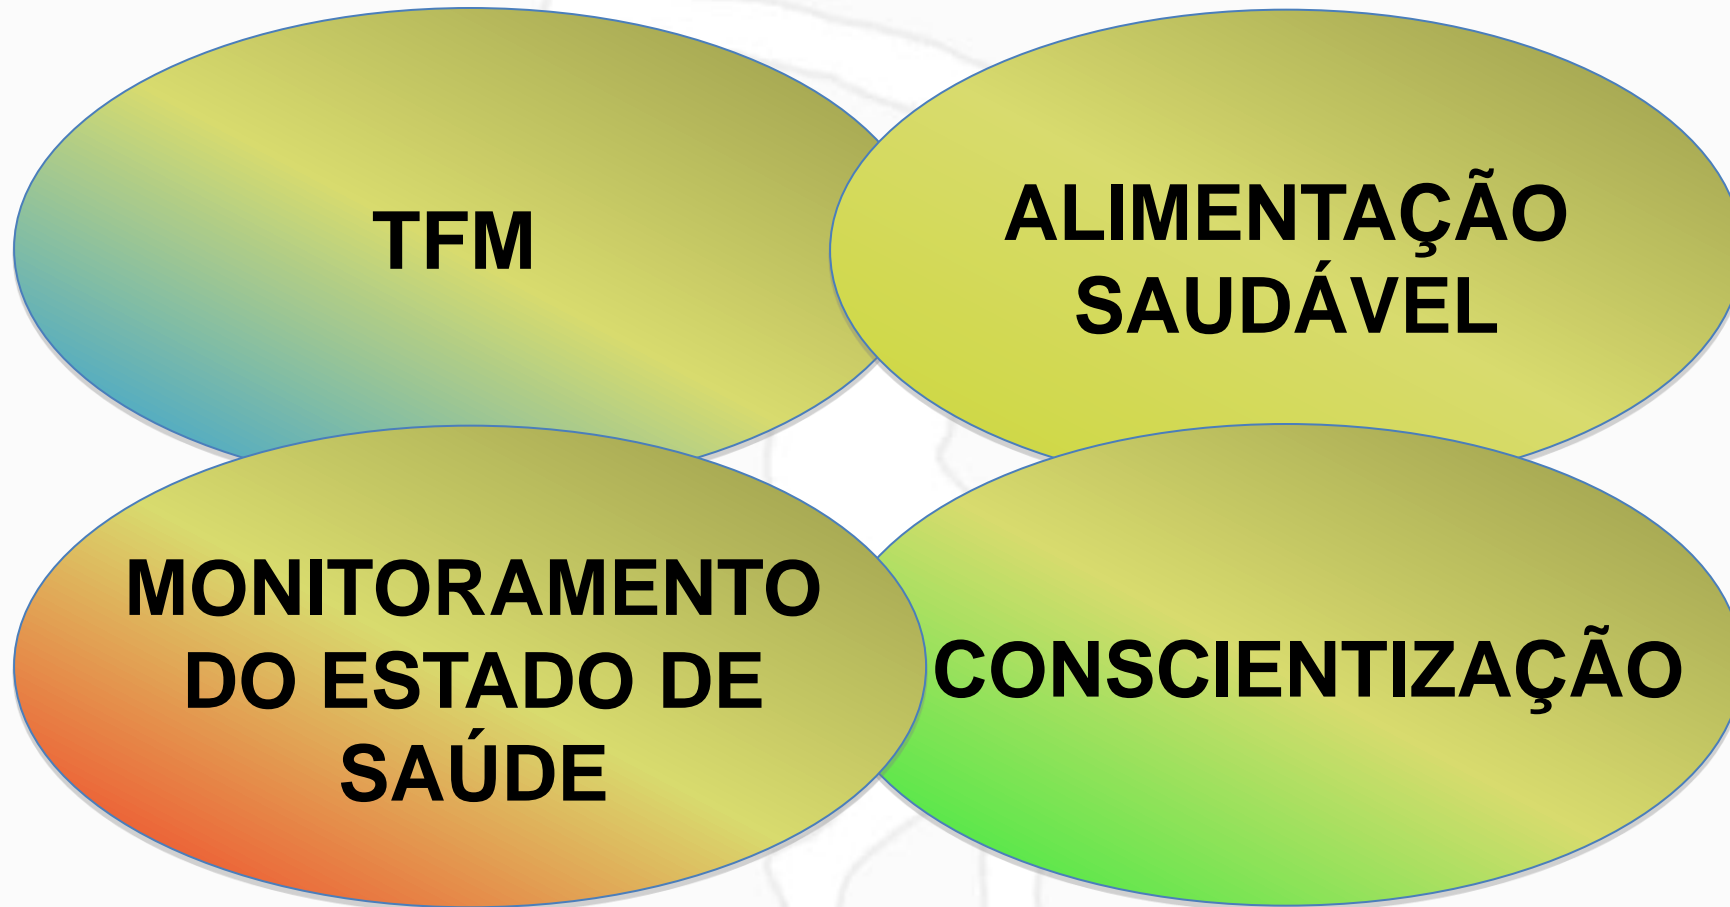 TFM
ALIMENTAÇÃO
SAUDÁVEL
MONITORAMENTO
DO ESTADO DE
SAÚDE
CONSCIENTIZAÇÃO